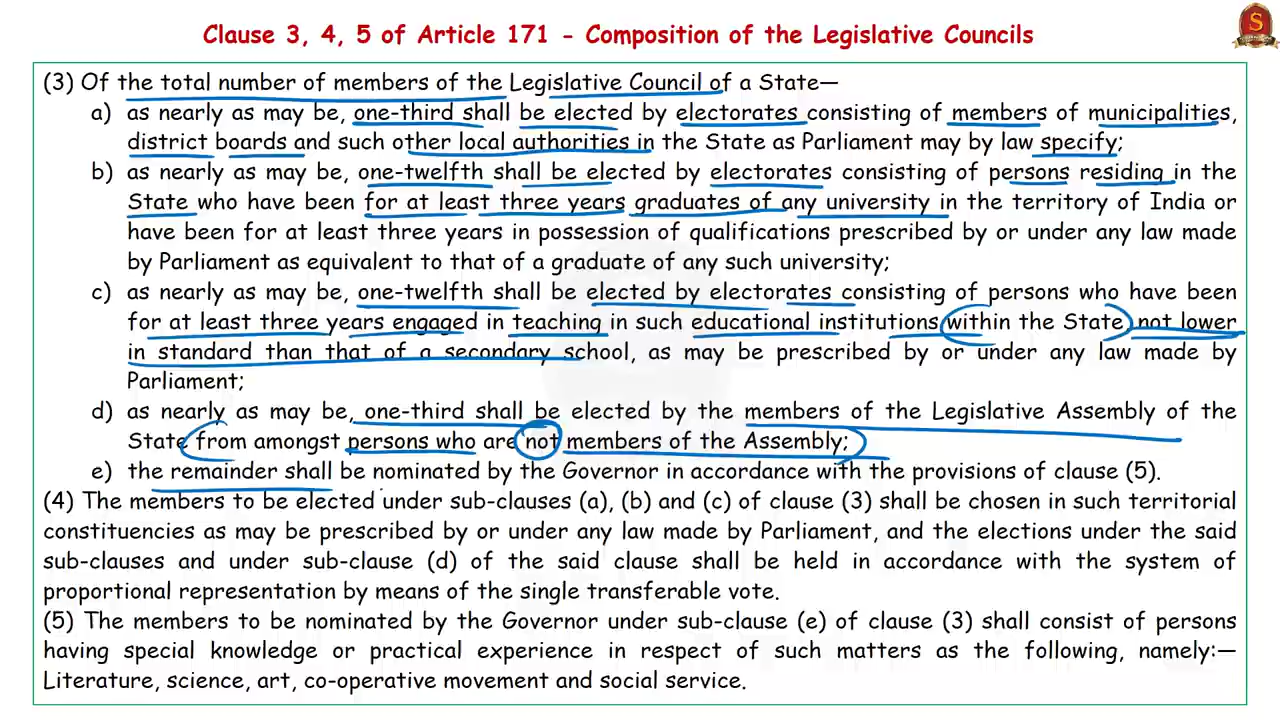 Clause 3, 4, 5 of Article 171 - Composition of the Legislative Councils
S
(3) Of the total number of members of the Legislative Council of a State—
a) as nearly as may be, one-third shall be elected by electorates consisting of members of municipalities,
district boards and such other local authorities in the State as Parliament may by law specify;
b) as nearly as may be, one-twelfth shall be elected by electorates consisting of persons residing in the
State who have been for at least three years graduates of any university in the territory of India or
have been for at least three years in possession of qualifications prescribed by or under any law made
by Parliament as equivalent to that of a graduate of any such university;
c) as nearly as may be, one-twelfth shall be elected by electorates consisting of persons who have been
for at least three years engaged in teaching in such educational institutions within the State not lower
in standard than that of a secondary school, as may be prescribed by or under any law made by
Parliament;
d) as nearly as may be, one-third shall be elected by the members of the Legislative Assembly of the
State from amongst persons who are not members of the Assembly;
e) the remainder shall be nominated by the Governor in accordance with the provisions of clause (5).
(4) The members to be elected under sub-clauses (a), (b) and (c) of clause (3) shall be chosen in such territorial
constituencies as may be prescribed by or under any law made by Parliament, and the elections under the said
sub-clauses and under sub-clause (d) of the said clause shall be held in accordance with the system of
proportional representation by means of the single transferable vote.
(5) The members to be nominated by the Governor under sub-clause (e) of clause (3) shall consist of persons
having special knowledge or practical experience in respect of such matters as the following, namely:—
Literature, science, art, co-operative movement and social service.